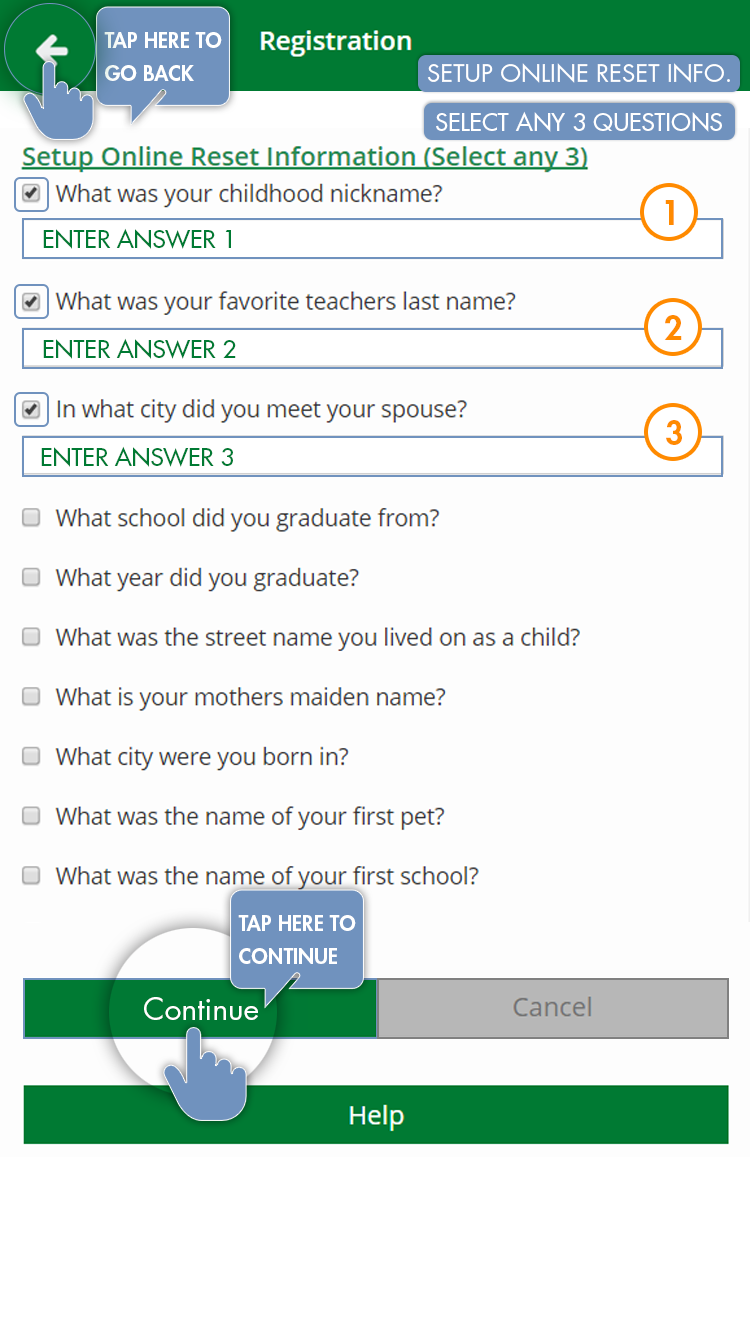 TAP HERE TO
GO BACK
Registration
SETUP ONLINE RESET INFO.
SELECT ANY 3 QUESTIONS
Setup Online Reset Information (Select any 3)
What was your childhood nickname?
1
ENTER ANSWER 1
What was your favorite teachers last name?
2
ENTER ANSWER 2
In what city did you meet your spouse?
3
ENTER ANSWER 3
What school did you graduate from?
What year did you graduate?
What was the street name you lived on as a child?
What is your mothers maiden name?
What city were you born in?
What was the name of your first pet?
What was the name of your first school?
TAP HERE TO
CONTINUE
Continue
Cancel
Help